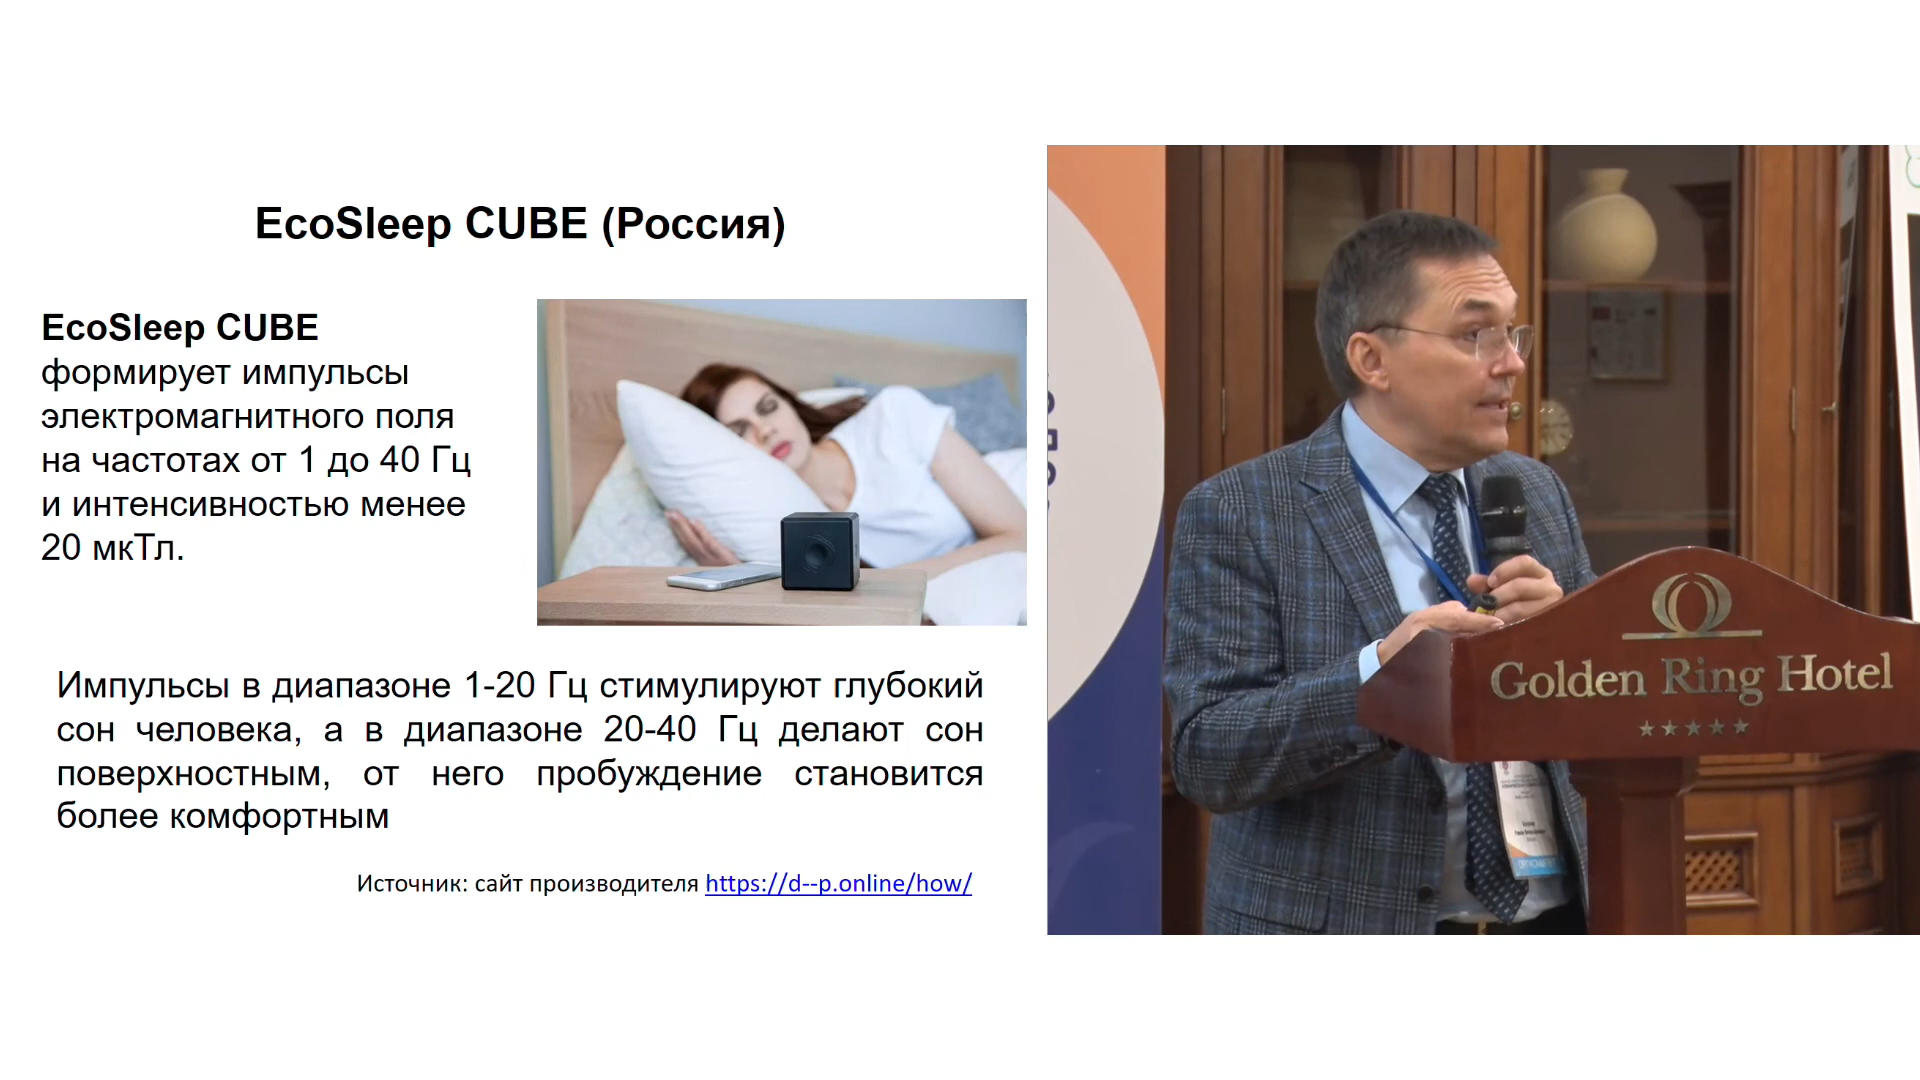 EcoSleep CUBE (Россия)
EcoSleep CUBE
формирует импульсы
электромагнитного поля
на частотах от 1 до 40 Гц
и интенсивностью менее
20 мкТл.
Импульсы в диапазоне 1-20 Гц стимулируют глубокий
сон человека, а в диапазоне 20-40 Гц делают сон
поверхностным, от него пробуждение становится
более комфортным
Источник: сайт производителя https://d--p.online/how/
Golden Ring Hotel